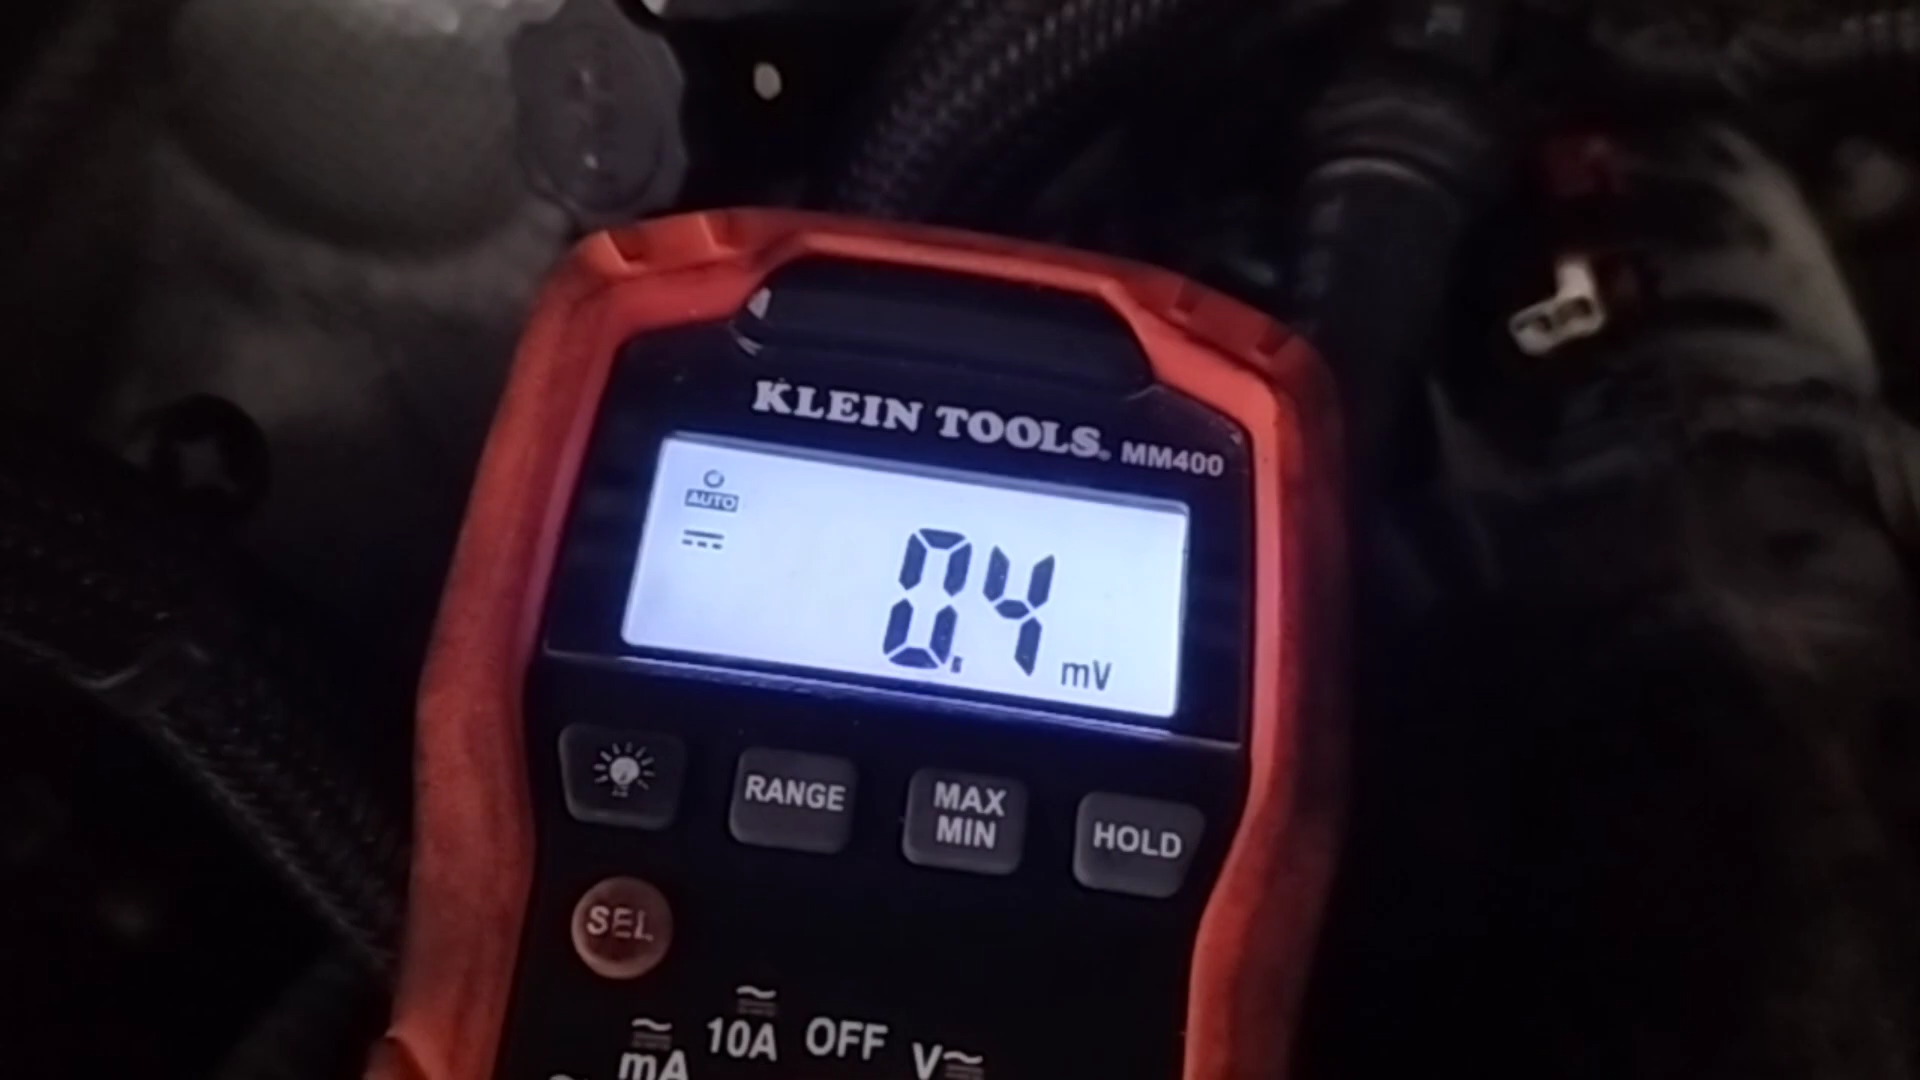 KLEIN TOOLS® MM400
AUTO
0.4 mV
RANGE
MAX
MIN
HOLD
SEL
mA
10A
OFF
V